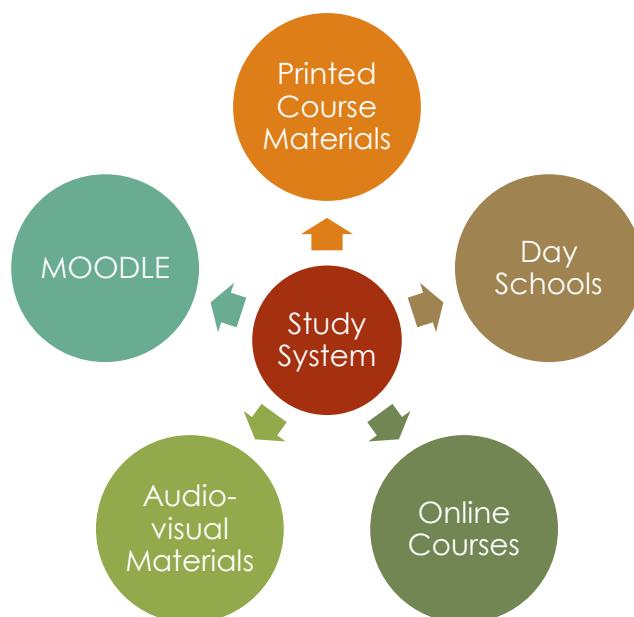 Printed
Course
Materials
MOODLE
Day
Schools
Study
System
Audio-
visual
Materials
Online
Courses